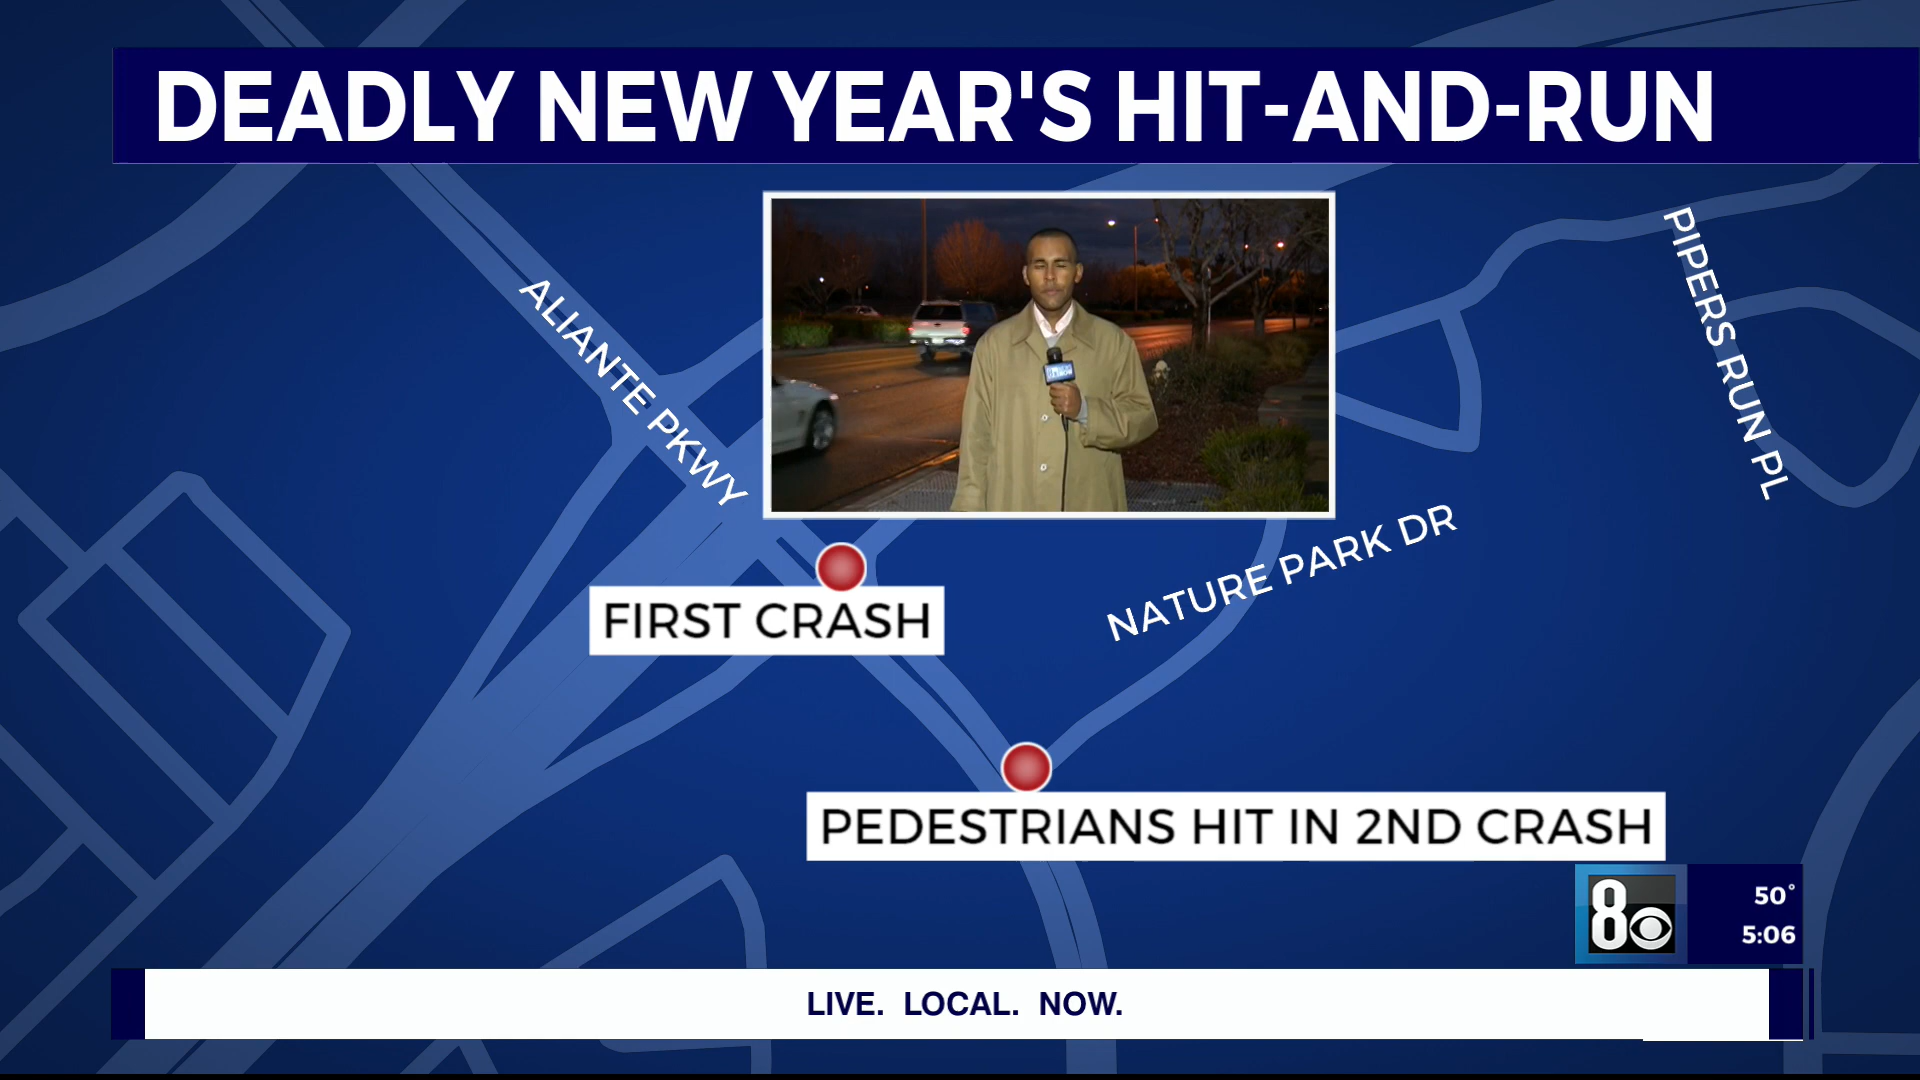 DEADLY NEW YEAR'S HIT-AND-RUN
ALIANTE PKWY
PIPERS RUN PL
NATURE PARK DR
FIRST CRASH
PEDESTRIANS HIT IN 2ND CRASH
8
50°
5:06
LIVE. LOCAL. NOW.